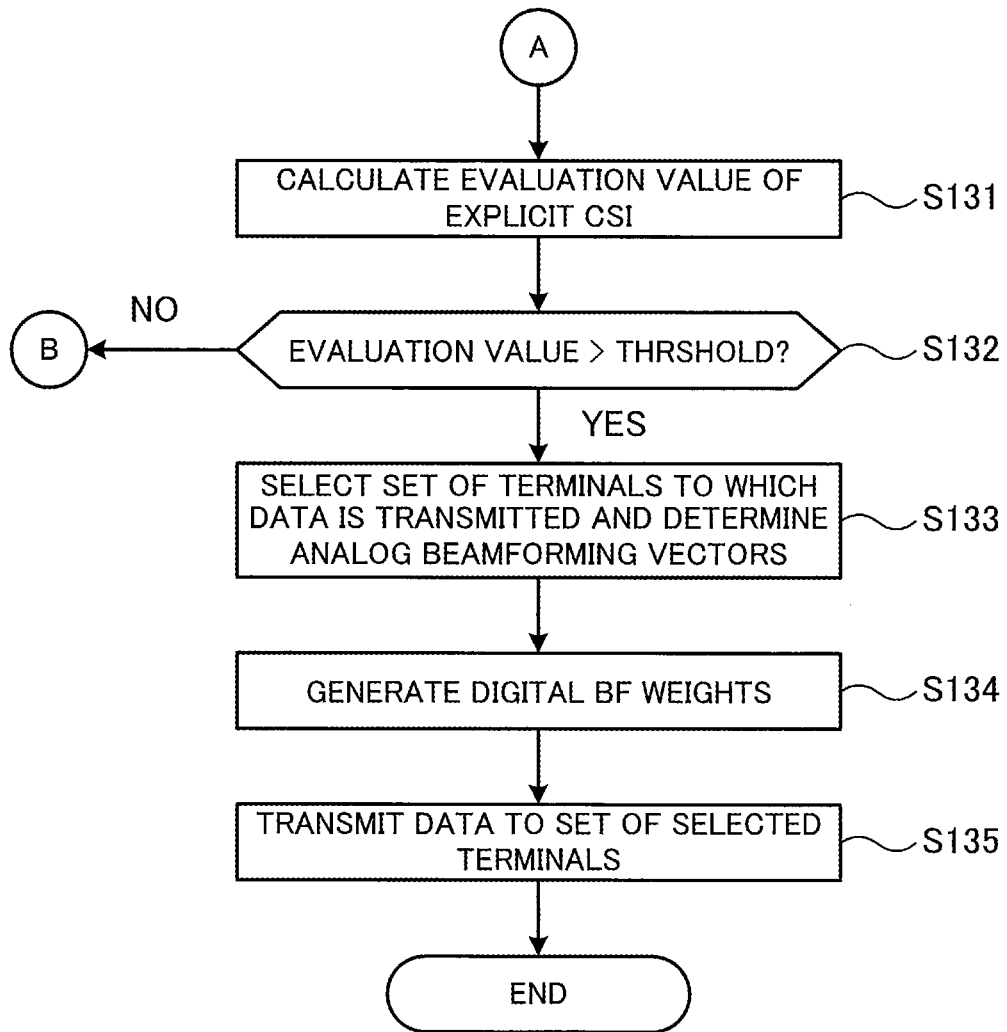 A
CALCULATE EVALUATION VALUE OF
EXPLICIT CSI
S131
NO
B
EVALUATION VALUE > THRSHOLD?
S132
YES
SELECT SET OF TERMINALS TO WHICH
DATA IS TRANSMITTED AND DETERMINE
ANALOG BEAMFORMING VECTORS
S133
GENERATE DIGITAL BF WEIGHTS
S134
TRANSMIT DATA TO SET OF SELECTED
TERMINALS
S135
END